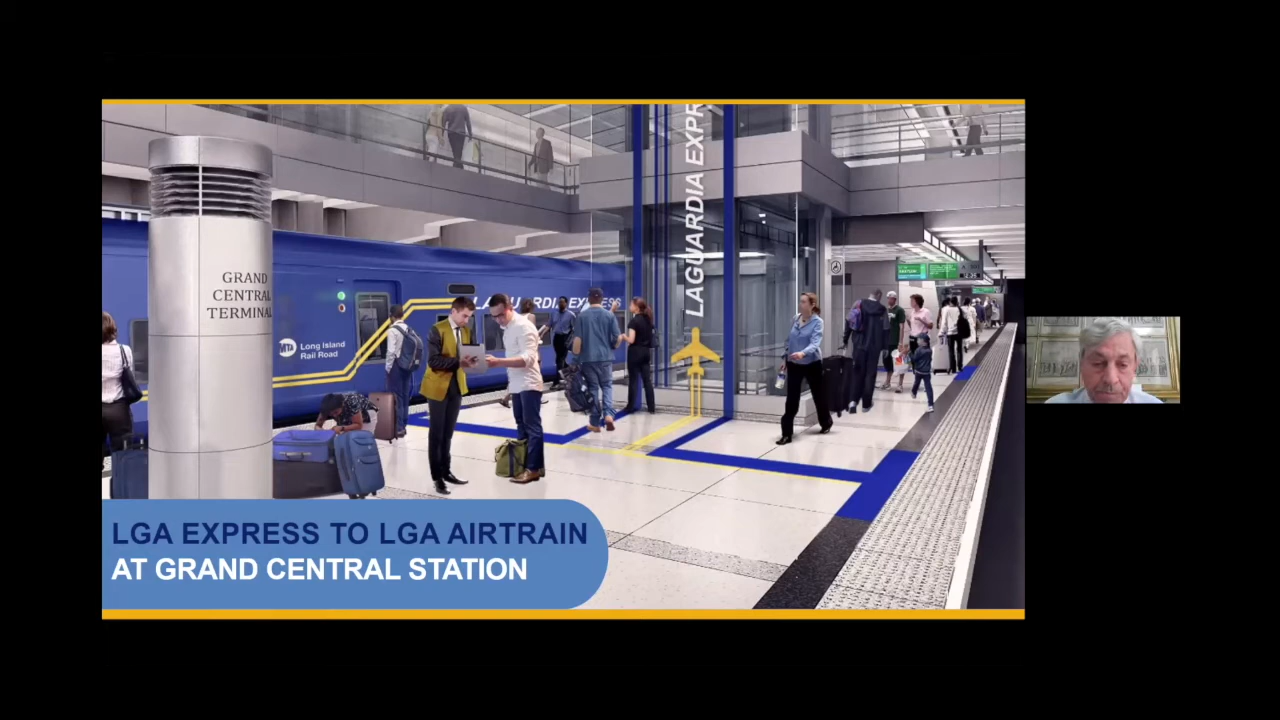 LAGUARDIA EXPR
GRAND
CENTRAL
TERMINAL
LAGUARDIA EXPRESS
MTA
Long Island
Rail Road
LGA EXPRESS TO LGA AIRTRAIN
AT GRAND CENTRAL STATION